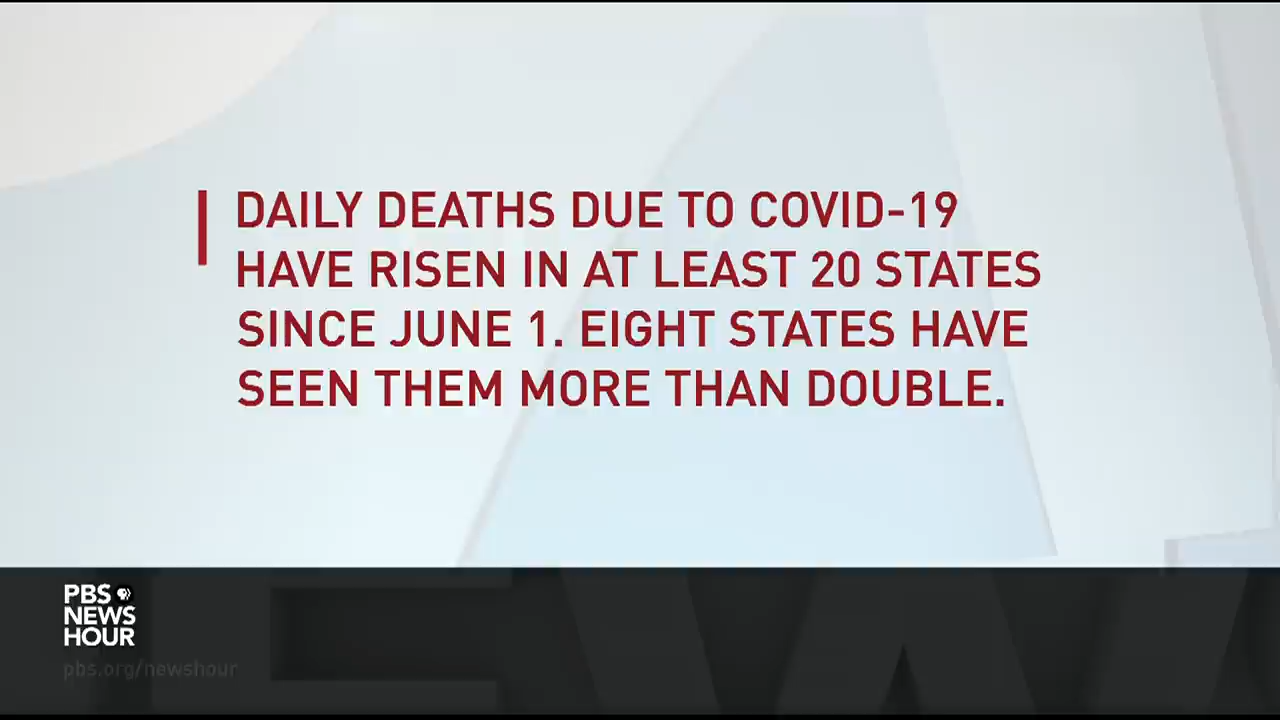 DAILY DEATHS DUE TO COVID-19
HAVE RISEN IN AT LEAST 20 STATES
SINCE JUNE 1. EIGHT STATES HAVE
SEEN THEM MORE THAN DOUBLE.
PBS
NEWS
HOUR
pbs.org/newshour